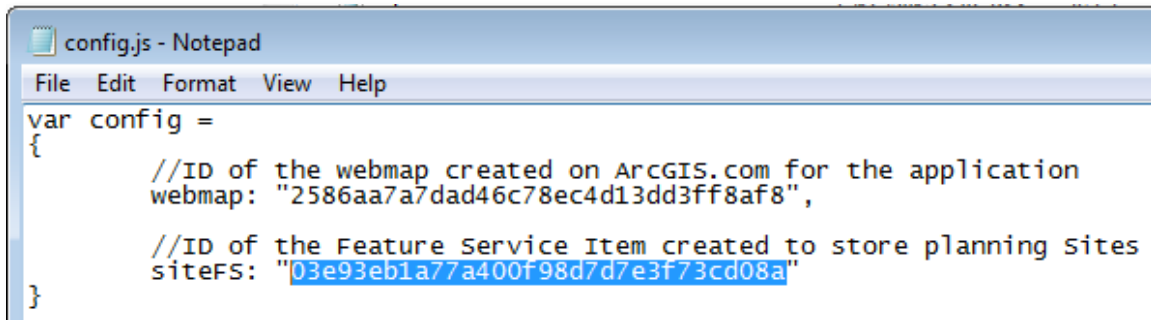 config.js - Notepad
File Edit Format View Help
var config =
{
//ID of the webmap created on ArcGIS.com for the application
webmap: "2586aa7a7dad46c78ec4d13dd3ff8af8",
//ID of the Feature Service Item created to store planning Sites
siteFS: "03e93eb1a77a400f98d7d7e3f73cd08a"
}